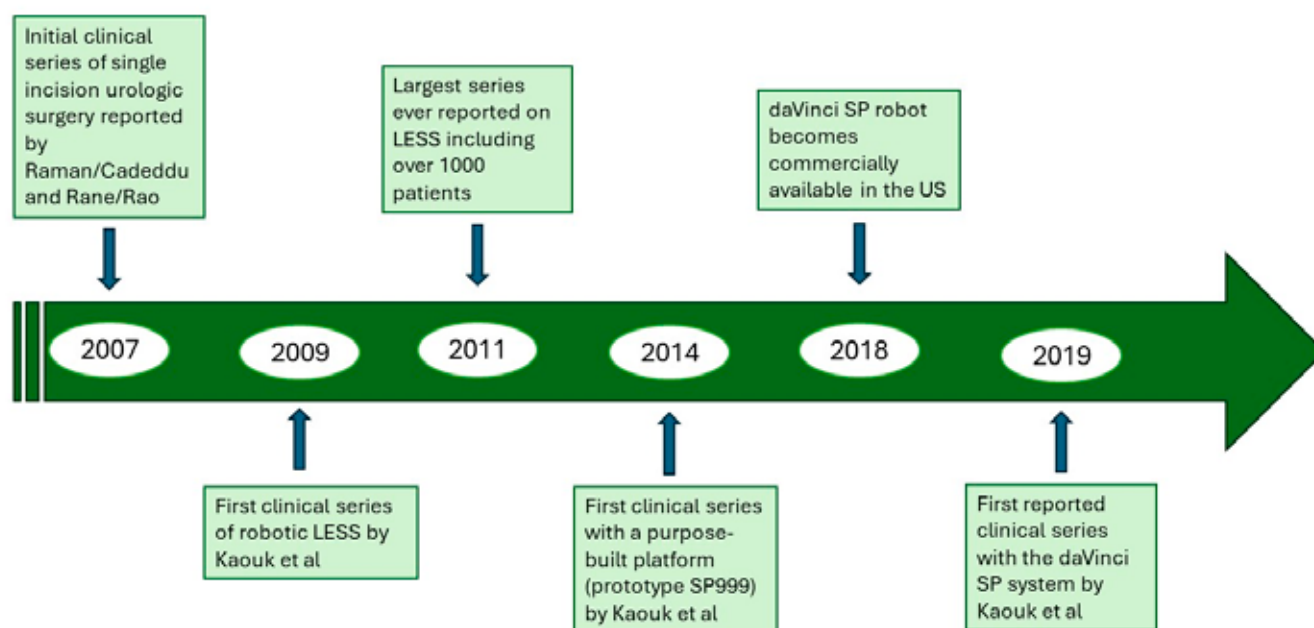 Initial clinical
series of single
incision urologic
surgery reported
by
Raman/Cadeddu
and Rane/Rao
Largest series
ever reported on
LESS including
over 1000
patients
daVinci SP robot
becomes
commercially
available in the US
2007
2009
2011
2014
2018
2019
First clinical series
of robotic LESS by
Kaouk et al
First clinical series
with a purpose-
built platform
(prototype SP999)
by Kaouk et al
First reported
clinical series
with the daVinci
SP system by
Kaouk et al